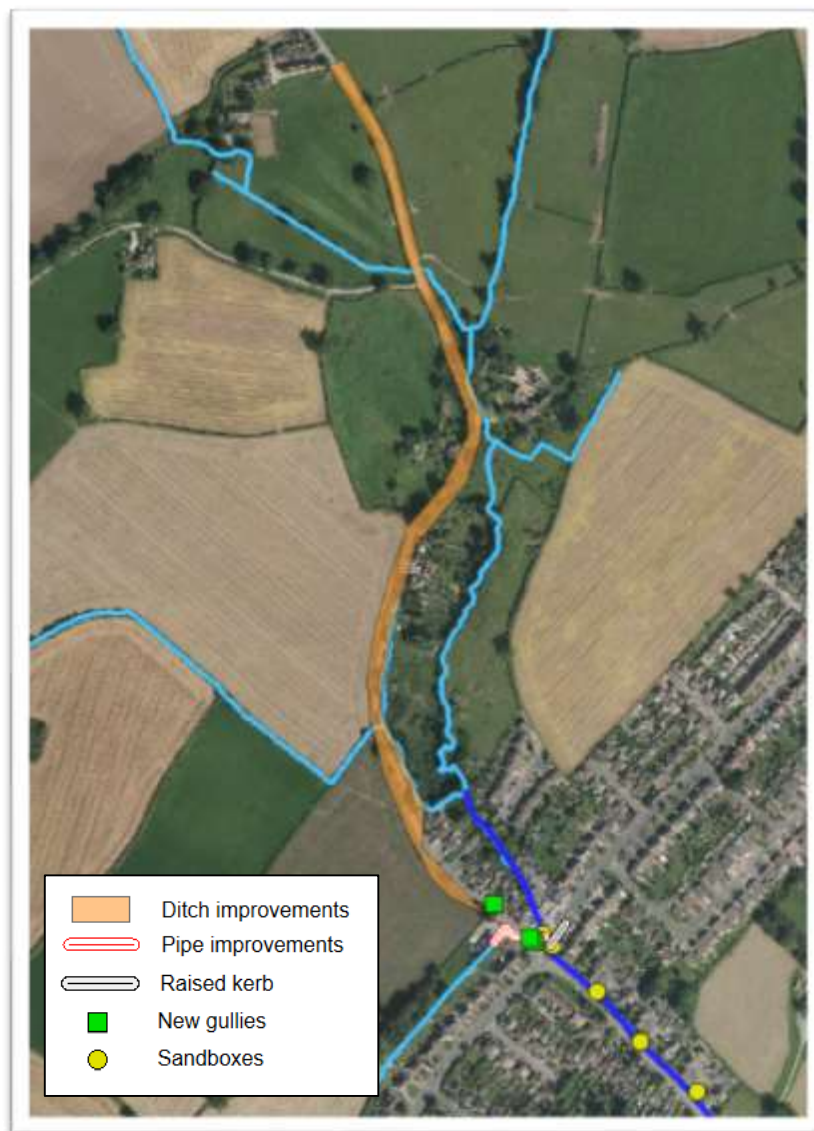 Ditch improvements
Pipe improvements
Raised kerb
New gullies
Sandboxes